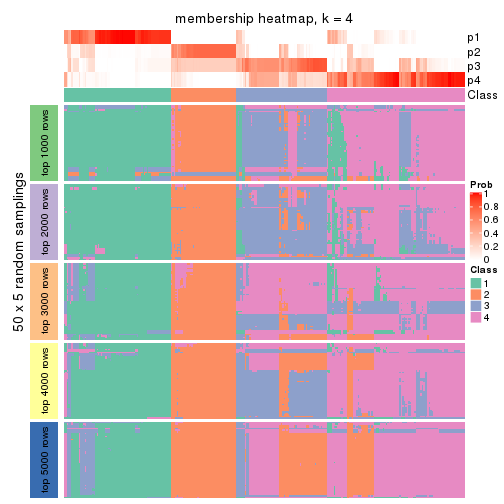 membership heatmap, k = 4
p1
p2
p3
p4
Class
50 x 5 random samplings
top 1000 rows
top 2000 rows
top 3000 rows
top 4000 rows
top 5000 rows
Prob
1
0.8
0.6
0.4
0.2
0
Class
1
2
3
4